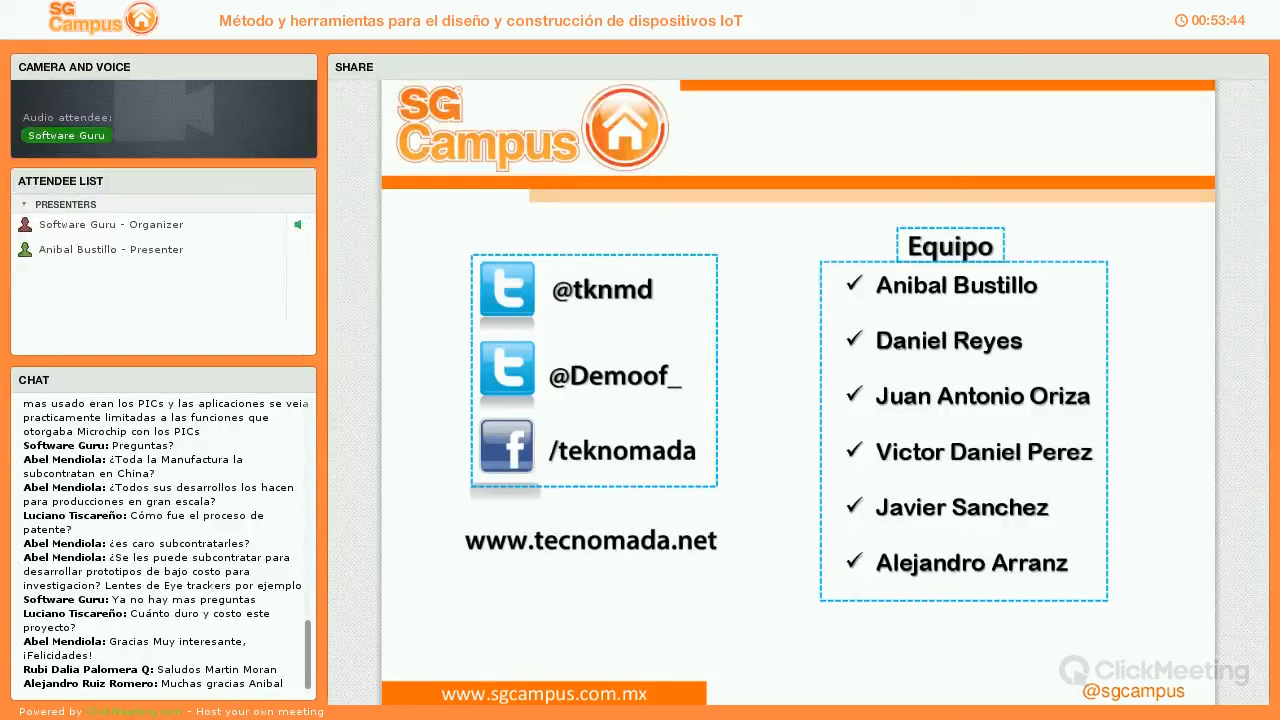 SG Campus
Método y herramientas para el diseño y construcción de dispositivos IoT
00:53:44
CAMERA AND VOICE
Audio attendee:
Software Guru
ATTENDEE LIST
PRESENTERS
Software Guru - Organizer
Anibal Bustillo - Presenter
CHAT
mas usado eran los PICs y las aplicaciones se veia
practicamente limitadas a las funciones que
otorgaba Microchip con los PICs
Software Guru: Preguntas?
Abel Mendiola: ¿Toda la Manufactura la
subcontratan en China?
Abel Mendiola: ¿Todos sus desarrollos los hacen
para producciones en gran escala?
Luciano Tiscareño: Cómo fue el proceso de
patente?
Abel Mendiola: ¿es caro subcontratarles?
Abel Mendiola: ¿Se les puede subcontratar para
desarrollar prototipos de bajo costo para
investigacion? Lentes de Eye trackers por ejemplo
Software Guru: Ya no hay mas preguntas
Luciano Tiscareño: Cuánto duro y costo este
proyecto?
Abel Mendiola: Gracias Muy interesante,
¡Felicidades!
Rubi Dalia Palomera Q: Saludos Martin Moran
Alejandro Ruiz Romero: Muchas gracias Anibal
Powered by ClickMeeting.com - Host your own meeting
SHARE
SG
Campus
@tknmd
@Demoof_
/teknomada
www.tecnomada.net
Equipo
✓ Anibal Bustillo
✓ Daniel Reyes
✓ Juan Antonio Oriza
✓ Victor Daniel Perez
✓ Javier Sanchez
✓ Alejandro Arranz
ClickMeeting
www.sgcampus.com.mx
@sgcampus